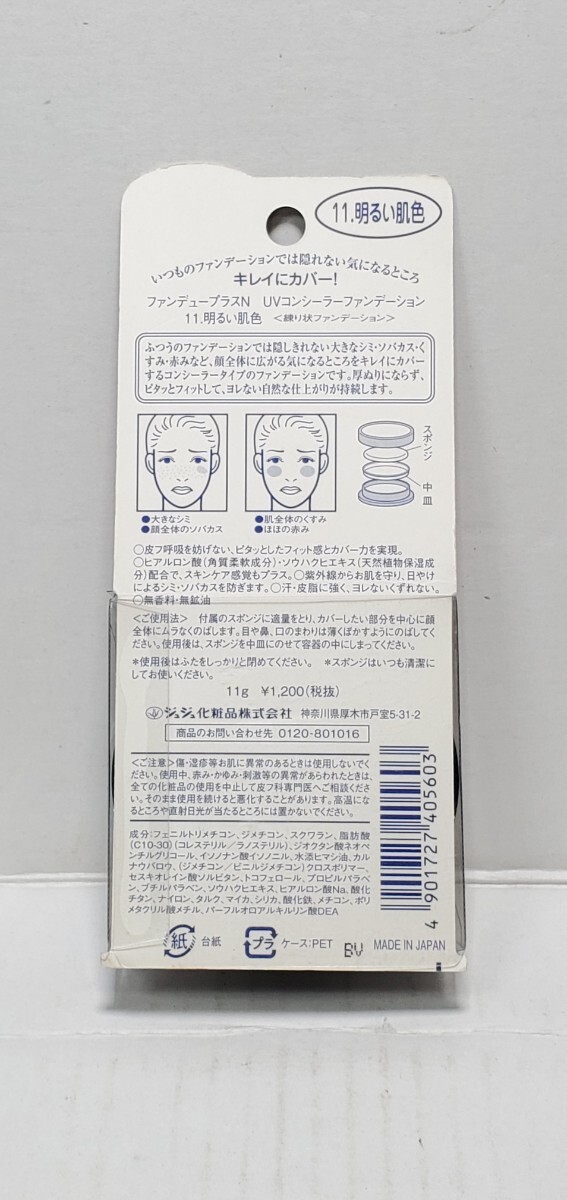 11.明るい肌色
いつものファンデーションでは隠れない気になるところ
キレイにカバー!
ファンデュープラスN UVコンシーラーファンデーション
11.明るい肌色 <練り状ファンデーション>
ふつうのファンデーションでは隠しきれない大きなシミ・ソバカス・く
すみ・赤みなど、顔全体に広がる気になるところをキレイにカバー
するコンシーラータイプのファンデーションです。厚ぬりにならず、
ピタッとフィットして、ヨレない自然な仕上がりが持続します。
スポンジ
中皿
●大きなシミ
●顔全体のソバカス
●肌全体のくすみ
●ほほの赤み
○皮フ呼吸を妨げない、ピタッとしたフィット感とカバー力を実現。
○ヒアルロン酸(角質柔軟成分)・ソウハクヒエキス(天然植物保湿成
分)配合で、スキンケア感覚もプラス。○紫外線からお肌を守り、日やけ
によるシミ・ソバカスを防ぎます。○汗・皮脂に強く、ヨレないくずれない。
○無香料・無鉱油
<ご使用法> 付属のスポンジに適量をとり、カバーしたい部分を中心に顔
全体にムラなくのばします。目や鼻、口のまわりは薄くぼかすようにのばしてくだ
さい。使用後は、スポンジを中皿にのせて容器の中にしまってください。
*使用後はふたをしっかりと閉めてください。 *スポンジはいつも清潔に
してお使いください。
11g ¥1,200(税抜)
ジュジュ化粧品株式会社 神奈川県厚木市戸室5-31-2
商品のお問い合わせ先 0120-801016
<ご注意>傷・湿疹等お肌に異常のあるときは使用しないでく
ださい。使用中、赤み・かゆみ・刺激等の異常があらわれたときは、
全ての化粧品の使用を中止して皮フ科専門医へご相談くださ
い。そのまま使用を続けると悪化することがあります。高温にな
るところや直射日光が当たるところには置かないでください。
成分:フェニルトリメチコン、ジメチコン、スクワラン、脂肪酸
(C10-30)(コレステリル/ラノステリル)、ジオクタン酸ネオペ
ンチルグリコール、イソノナン酸イソノニル、水添ヒマシ油、カル
ナウバロウ、(ジメチコン/ビニルジメチコン)クロスポリマー、
セスキオレイン酸ソルビタン、トコフェロール、プロピルパラベ
ン、ブチルパラベン、ソウハクヒエキス、ヒアルロン酸Na、酸化
チタン、ナイロン、タルク、マイカ、シリカ、酸化鉄、メチコン、ポリ
メタクリル酸メチル、パーフルオロアルキルリン酸DEA
4 901727 405603
紙 台紙 プラ ケース:PET BV MADE IN JAPAN